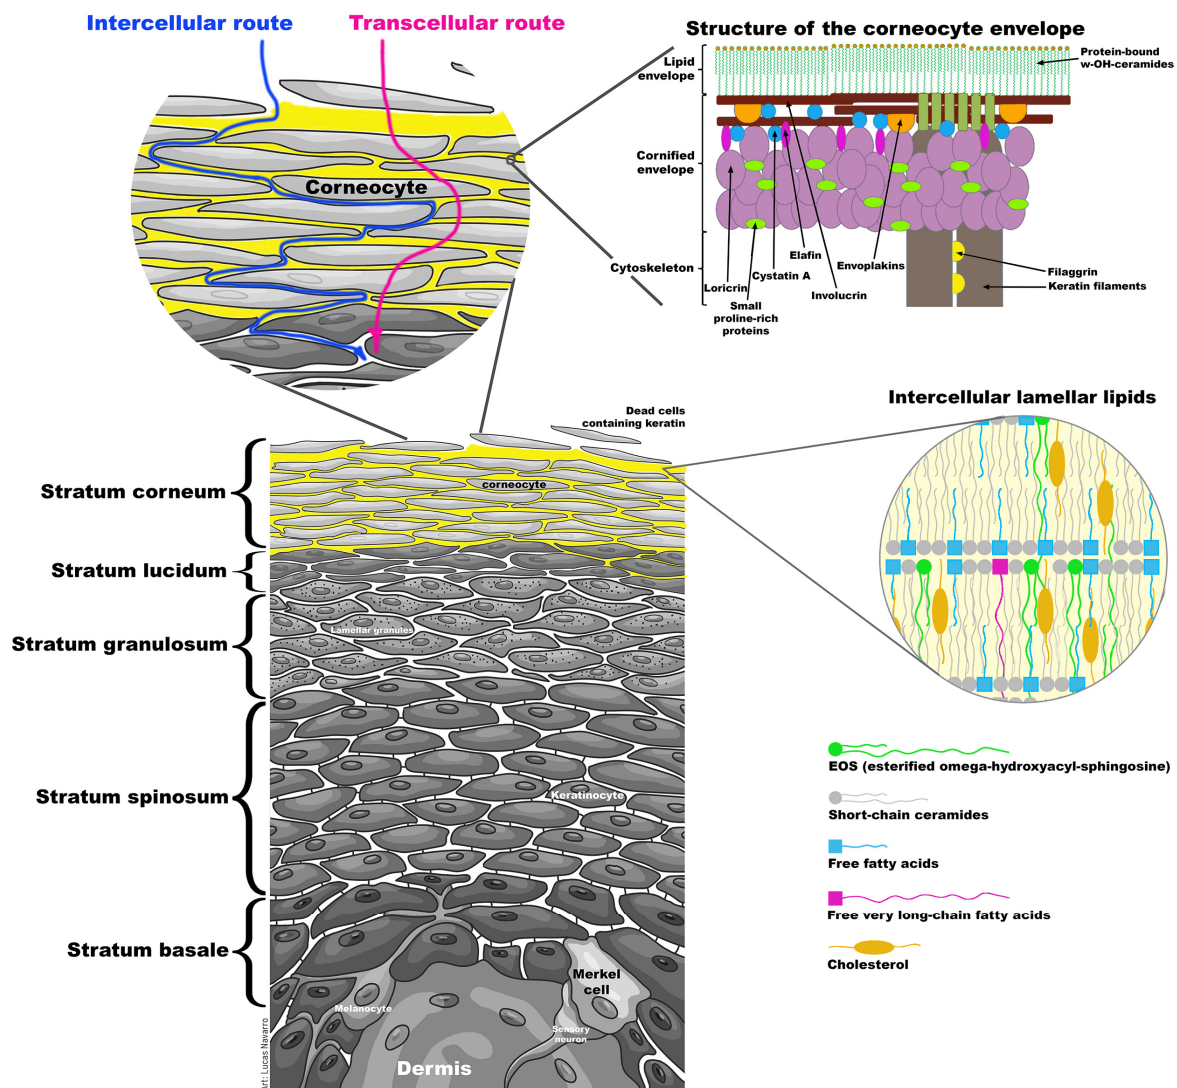 Intercellular route
Transcellular route
Structure of the corneocyte envelope
Lipid
envelope
Protein-bound
w-OH-ceramides
Cornified
envelope
Corneocyte
Cytoskeleton
Loricrin
Small
proline-rich
proteins
Cystatin A
Elafin
Involucrin
Envoplakins
Filaggrin
Keratin filaments
Dead cells
containing keratin
Intercellular lamellar lipids
Stratum corneum
corneocyte
Stratum lucidum
Stratum granulosum
Lamellar granules
Stratum spinosum
Keratinocyte
Stratum basale
Merkel
cell
Melanocyte
Sensory
neuron
Dermis
Art: Lucas Navarro
EOS (esterified omega-hydroxyacyl-sphingosine)
Short-chain ceramides
Free fatty acids
Free very long-chain fatty acids
Cholesterol